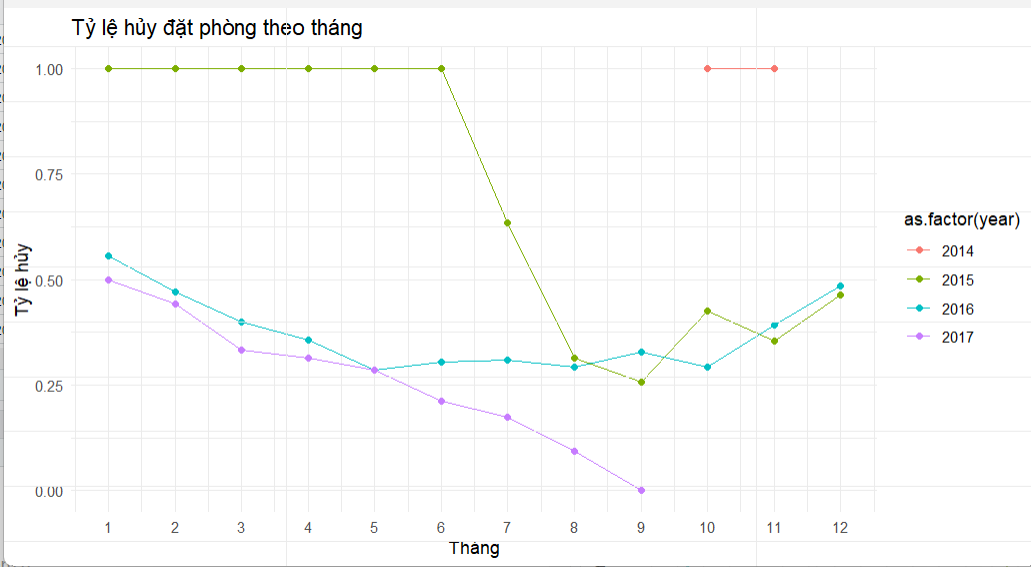 Tỷ lệ hủy đặt phòng theo tháng
1.00
0.75
0.50
0.25
0.00
Tỷ lệ hủy
1 2 3 4 5 6 7 8 9 10 11 12
Tháng
as.factor(year)
2014
2015
2016
2017